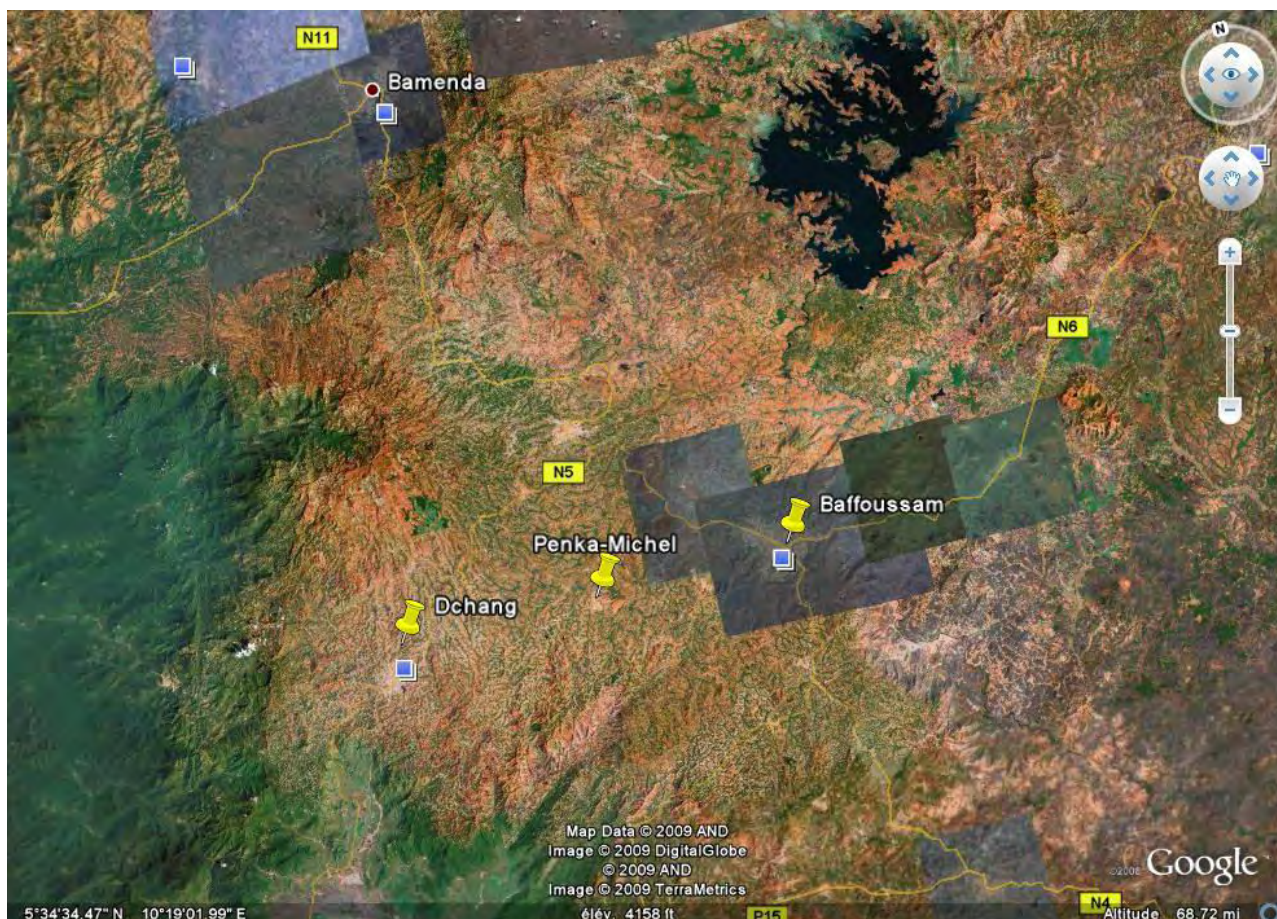 N11
N
Bamenda
N6
N5
Baffoussam
Penka-Michel
Dchang
Map Data © 2009 AND
Image © 2009 DigitalGlobe
© 2009 AND
Image © 2009 TerraMetrics
Google
N4
5°34'34.47" N 10°19'01.99" E
élév. 4158 ft
P15
Altitude 68.72 mi